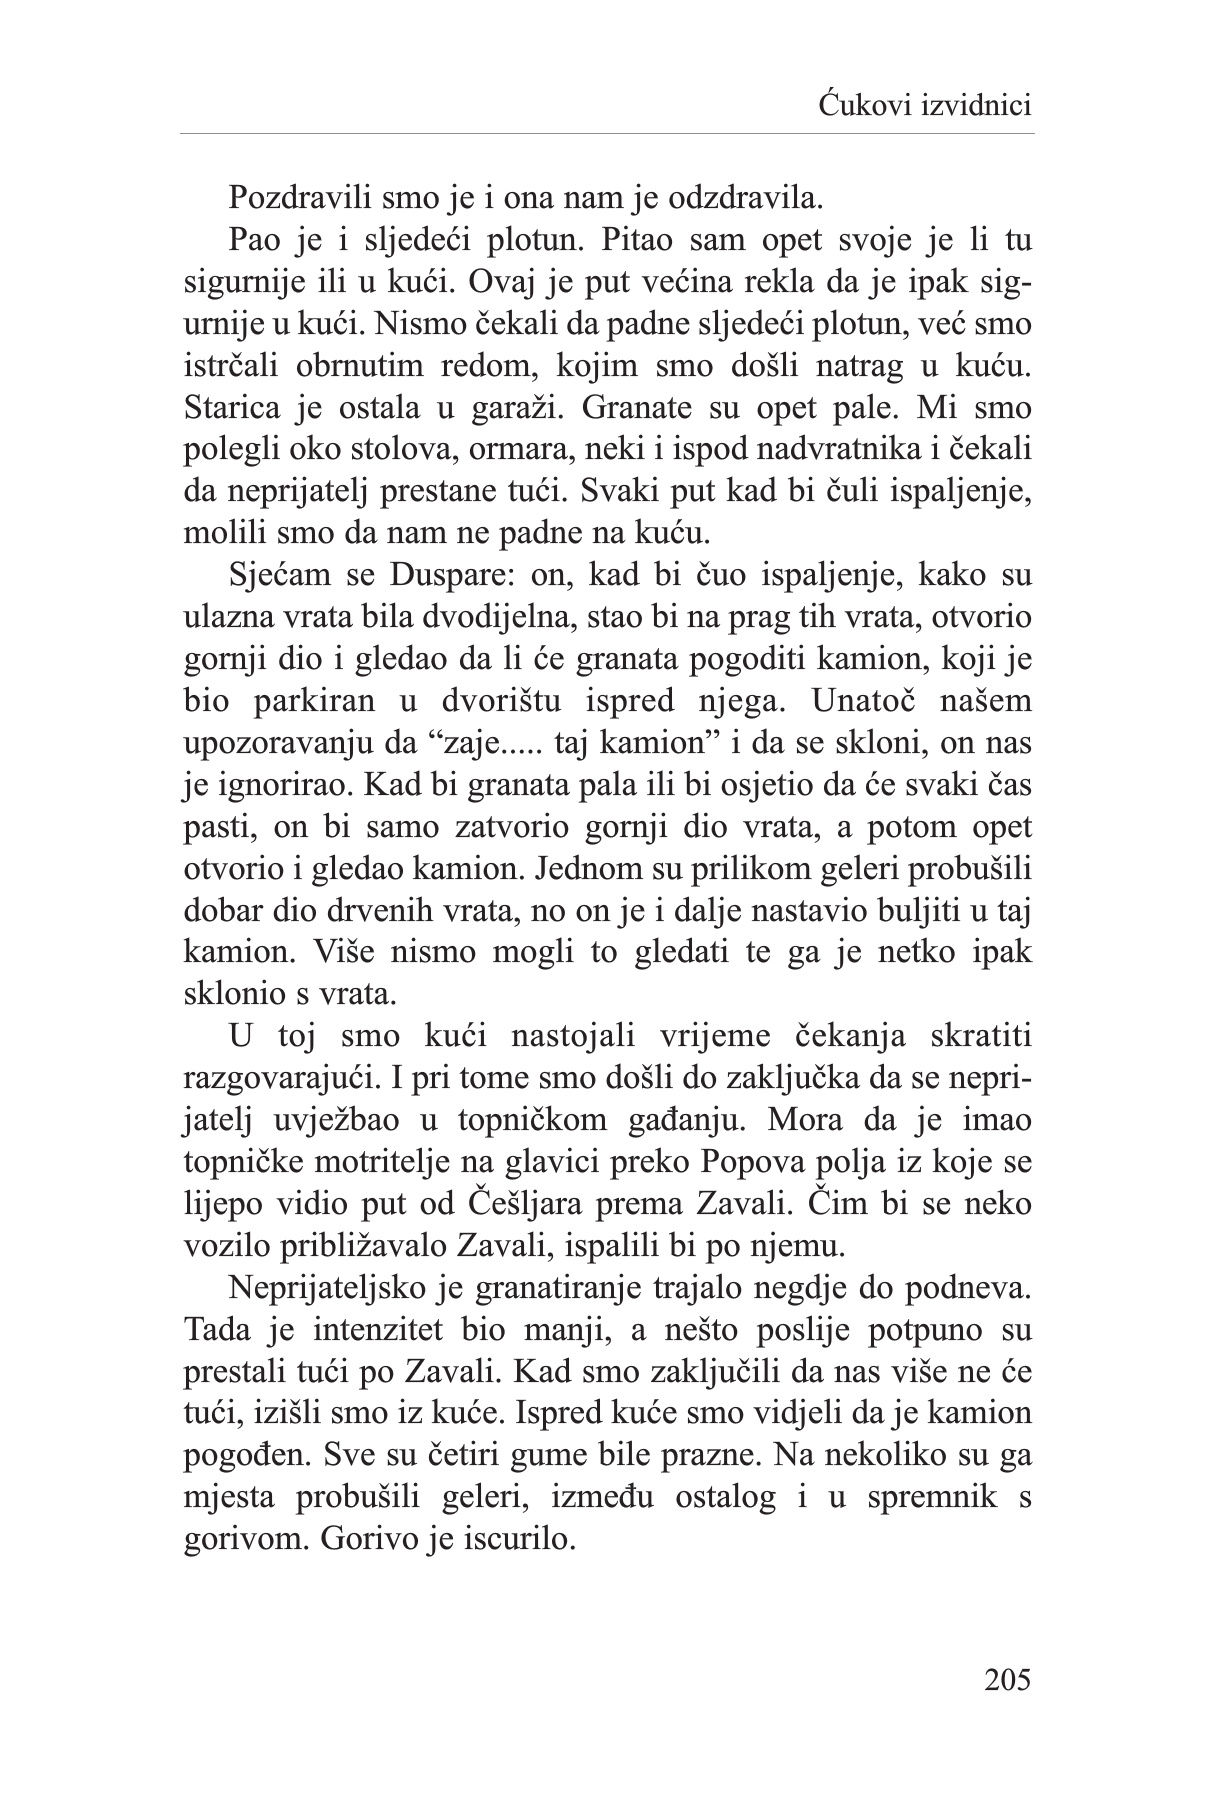 Ćukovi izvidnici
Pozdravili smo je i ona nam je odzdravila.
Pao je i sljedeći plotun. Pitao sam opet svoje je li tu
sigurnije ili u kući. Ovaj je put većina rekla da je ipak sig-
urnije u kući. Nismo čekali da padne sljedeći plotun, već smo
istrčali obrnutim redom, kojim smo došli natrag u kuću.
Starica je ostala u garaži. Granate su opet pale. Mi smo
polegli oko stolova, ormara, neki i ispod nadvratnika i čekali
da neprijatelj prestane tući. Svaki put kad bi čuli ispaljenje,
molili smo da nam ne padne na kuću.
Sjećam se Duspare: on, kad bi čuo ispaljenje, kako su
ulazna vrata bila dvodijelna, stao bi na prag tih vrata, otvorio
gornji dio i gledao da li će granata pogoditi kamion, koji je
bio parkiran u dvorištu ispred njega. Unatoč našem
upozoravanju da “zaje..... taj kamion” i da se skloni, on nas
je ignorirao. Kad bi granata pala ili bi osjetio da će svaki čas
pasti, on bi samo zatvorio gornji dio vrata, a potom opet
otvorio i gledao kamion. Jednom su prilikom geleri probušili
dobar dio drvenih vrata, no on je i dalje nastavio buljiti u taj
kamion. Više nismo mogli to gledati te ga je netko ipak
sklonio s vrata.
U toj smo kući nastojali vrijeme čekanja skratiti
razgovarajući. I pri tome smo došli do zaključka da se nepri-
jatelj uvježbao u topničkom gađanju. Mora da je imao
topničke motritelje na glavici preko Popova polja iz koje se
lijepo vidio put od Češljara prema Zavali. Čim bi se neko
vozilo približavalo Zavali, ispalili bi po njemu.
Neprijateljsko je granatiranje trajalo negdje do podneva.
Tada je intenzitet bio manji, a nešto poslije potpuno su
prestali tući po Zavali. Kad smo zaključili da nas više ne će
tući, izišli smo iz kuće. Ispred kuće smo vidjeli da je kamion
pogođen. Sve su četiri gume bile prazne. Na nekoliko su ga
mjesta probušili geleri, između ostalog i u spremnik s
gorivom. Gorivo je iscurilo.
205